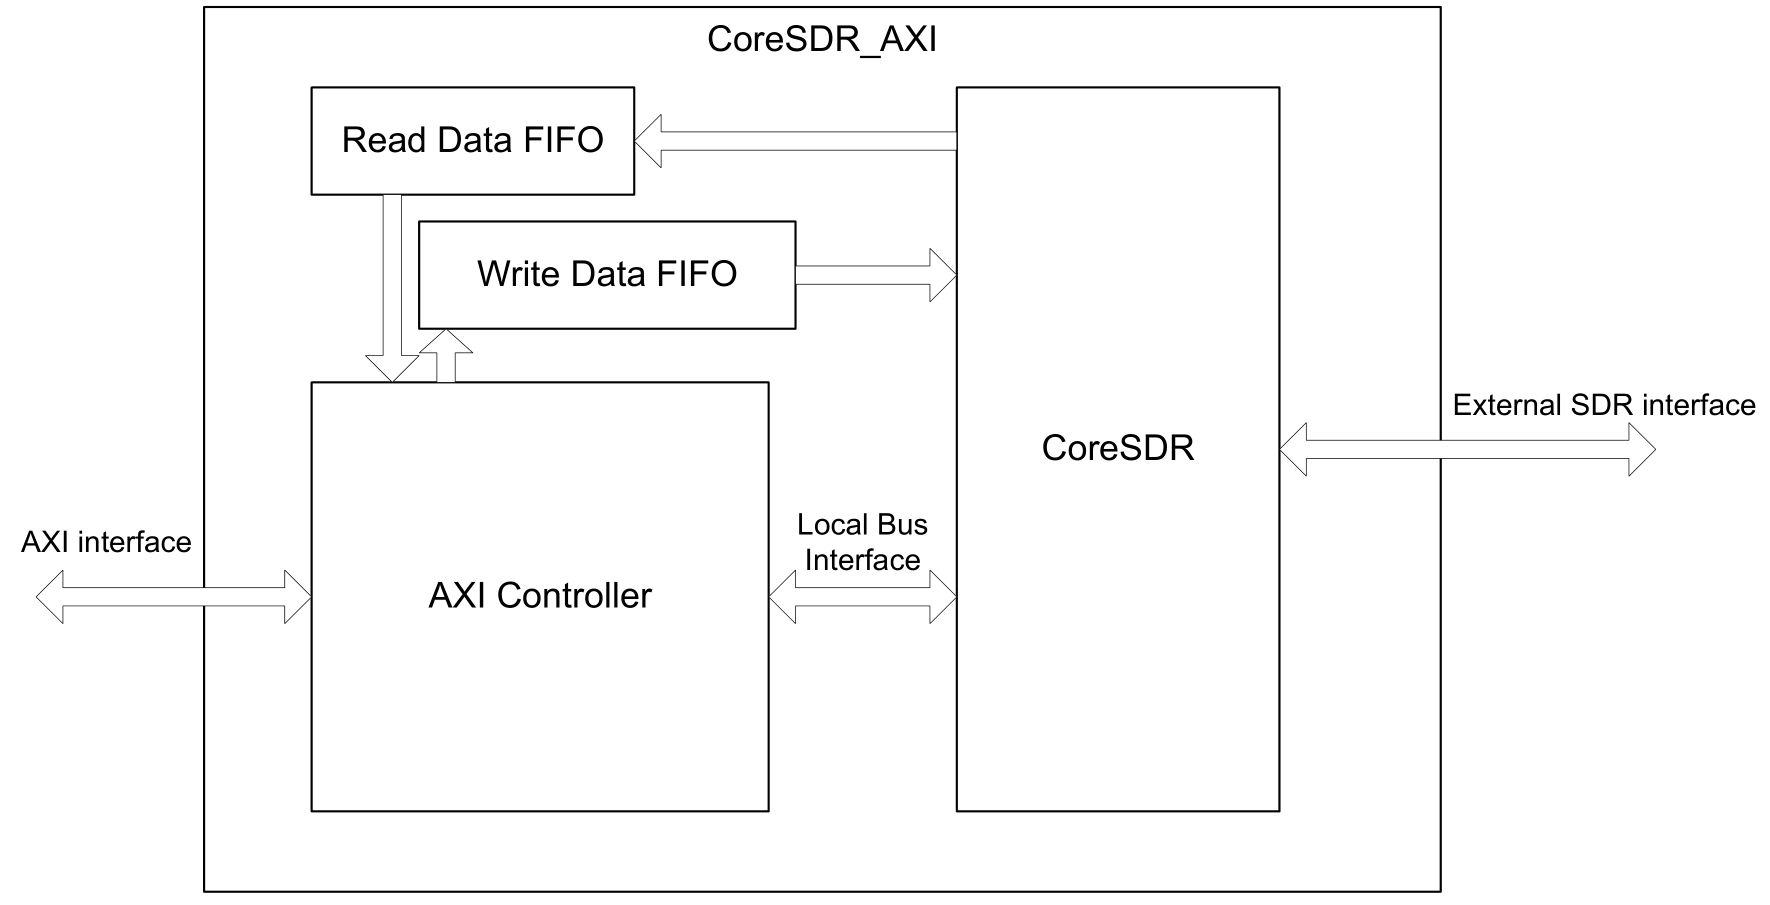 CoreSDR_AXI
Read Data FIFO
Write Data FIFO
External SDR interface
CoreSDR
Local Bus
Interface
AXI interface
AXI Controller